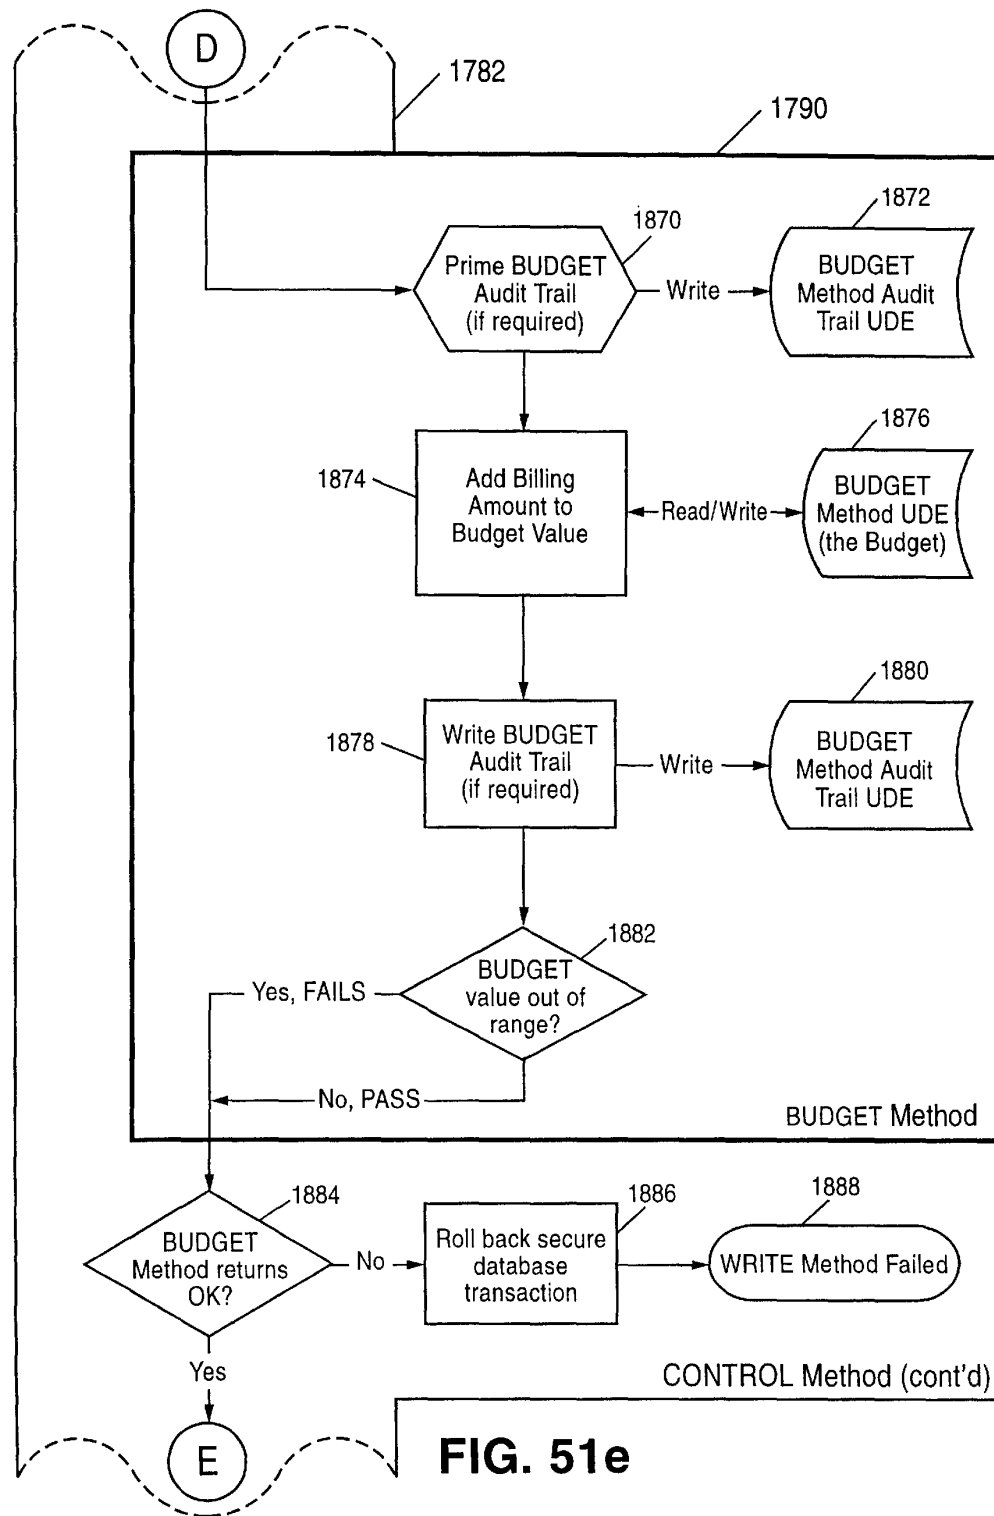 D
1782
1790
1872
1870
Prime BUDGET
Audit Trail
(if required)
Write
BUDGET
Method Audit
Trail UDE
1876
1874
Add Billing
Amount to
Budget Value
Read/Write
BUDGET
Method UDE
(the Budget)
1880
1878
Write BUDGET
Audit Trail
(if required)
Write
BUDGET
Method Audit
Trail UDE
1882
BUDGET
value out of
range?
Yes, FAILS
No, PASS
BUDGET Method
1884
BUDGET
Method returns
OK?
No
1886
Roll back secure
database
transaction
1888
WRITE Method Failed
Yes
CONTROL Method (cont'd)
E
FIG. 51e